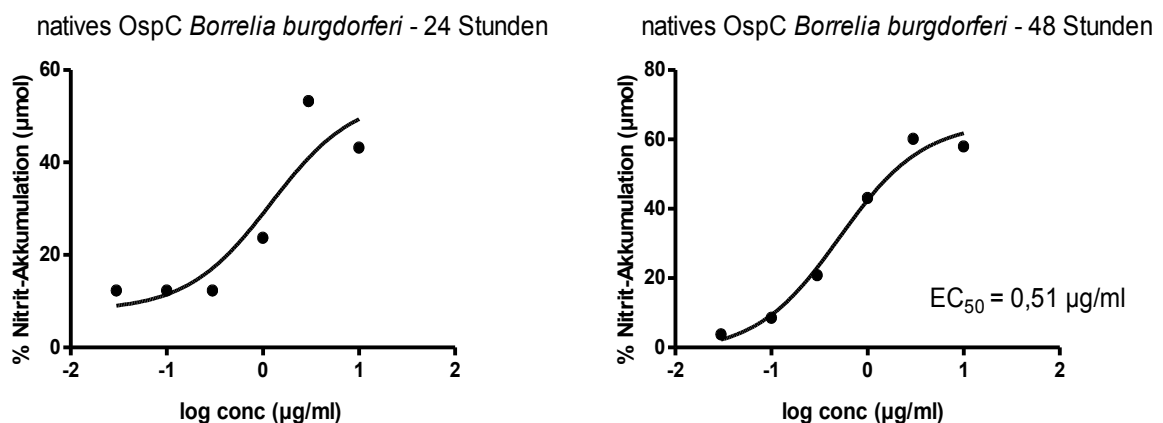 natives OspC Borrelia burgdorferi - 24 Stunden
% Nitrit-Akkumulation (µmol)
60
40
20
0
-2
-1
0
1
2
log conc (µg/ml)
natives OspC Borrelia burgdorferi - 48 Stunden
% Nitrit-Akkumulation (µmol)
80
60
40
20
0
EC50 = 0,51 µg/ml
-2
-1
0
1
2
log conc (µg/ml)